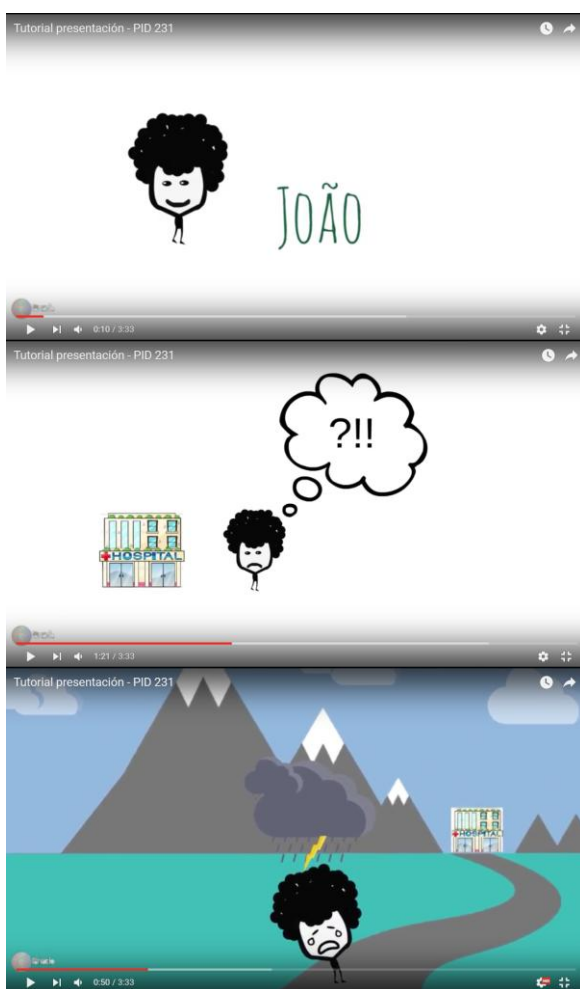 Tutorial presentación - PID 231
JOÃO
0:10 / 3:33
Tutorial presentación - PID 231
?!!
HOSPITAL
1:21 / 3:33
Tutorial presentación - PID 231
HOSPITAL
0:50 / 3:33